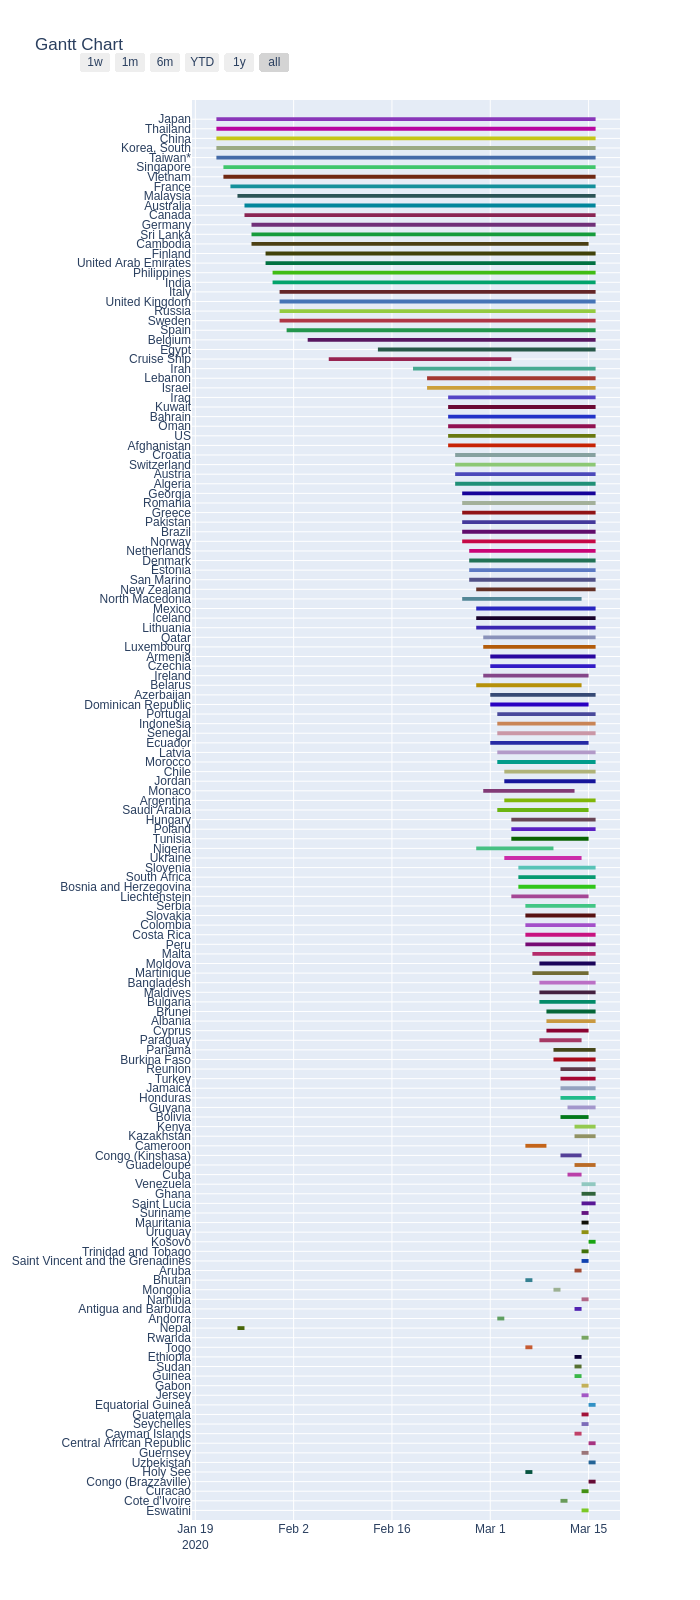 Gantt Chart
1w
1m
6m
YTD
1y
all
Japan
Thailand
China
Korea, South
Taiwan*
Singapore
Vietnam
France
Malaysia
Australia
Canada
Germany
Sri Lanka
Cambodia
Finland
United Arab Emirates
Philippines
India
Italy
United Kingdom
Russia
Sweden
Spain
Belgium
Egypt
Cruise Ship
Iran
Lebanon
Israel
Iraq
Kuwait
Bahrain
Oman
US
Afghanistan
Croatia
Switzerland
Austria
Algeria
Georgia
Romania
Greece
Pakistan
Brazil
Norway
Netherlands
Denmark
Estonia
San Marino
New Zealand
North Macedonia
Mexico
Iceland
Lithuania
Qatar
Luxembourg
Armenia
Czechia
Ireland
Belarus
Azerbaijan
Dominican Republic
Portugal
Indonesia
Senegal
Ecuador
Latvia
Morocco
Chile
Jordan
Monaco
Argentina
Saudi Arabia
Hungary
Poland
Tunisia
Nigeria
Ukraine
Slovenia
South Africa
Bosnia and Herzegovina
Liechtenstein
Serbia
Slovakia
Colombia
Costa Rica
Peru
Malta
Moldova
Martinique
Bangladesh
Maldives
Bulgaria
Brunei
Albania
Cyprus
Paraguay
Panama
Burkina Faso
Reunion
Turkey
Jamaica
Honduras
Guyana
Bolivia
Kenya
Kazakhstan
Cameroon
Congo (Kinshasa)
Guadeloupe
Cuba
Venezuela
Ghana
Saint Lucia
Suriname
Mauritania
Uruguay
Kosovo
Trinidad and Tobago
Saint Vincent and the Grenadines
Aruba
Bhutan
Mongolia
Namibia
Antigua and Barbuda
Andorra
Nepal
Rwanda
Togo
Ethiopia
Sudan
Guinea
Gabon
Jersey
Equatorial Guinea
Guatemala
Seychelles
Cayman Islands
Central African Republic
Guernsey
Uzbekistan
Holy See
Congo (Brazzaville)
Curacao
Cote d'Ivoire
Eswatini
Jan 19
2020
Feb 2
Feb 16
Mar 1
Mar 15